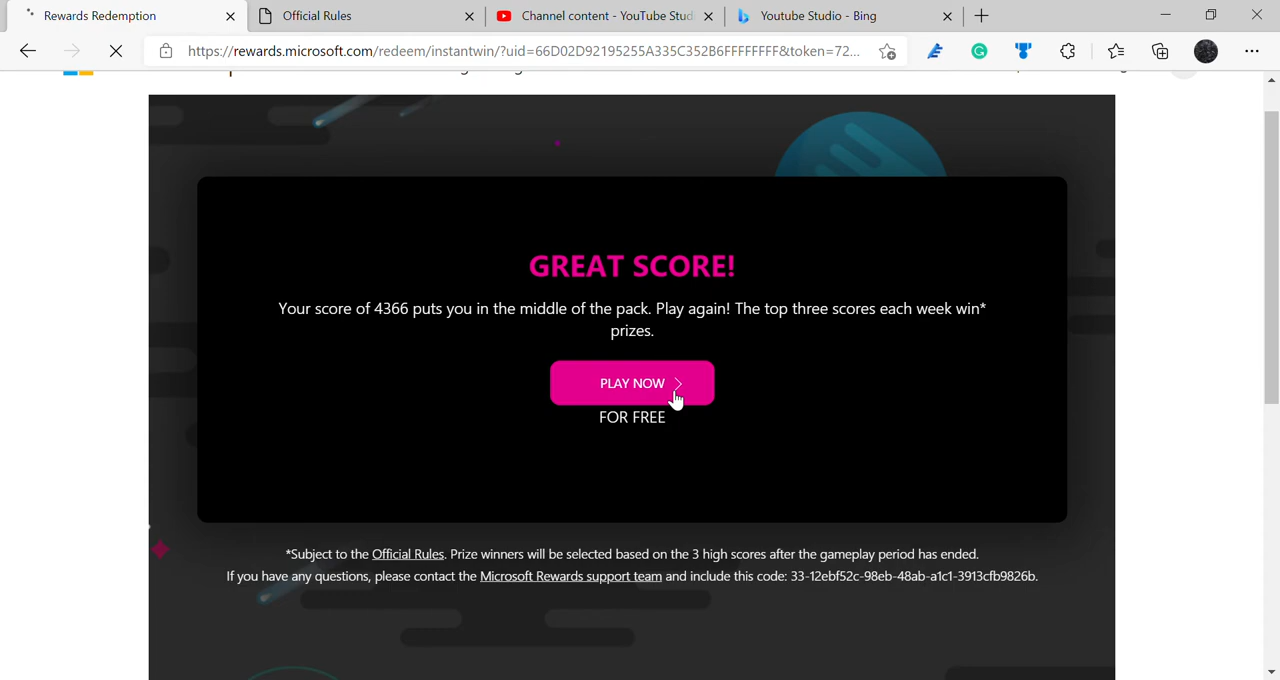 Rewards Redemption
Official Rules
Channel content - YouTube Stud
Youtube Studio - Bing
https://rewards.microsoft.com/redeem/instantwin/?uid=66D02D92195255A335C352B6FFFFFFFF&token=72...
GREAT SCORE!
Your score of 4366 puts you in the middle of the pack. Play again! The top three scores each week win*
prizes.
PLAY NOW
FOR FREE
*Subject to the Official Rules. Prize winners will be selected based on the 3 high scores after the gameplay period has ended.
If you have any questions, please contact the Microsoft Rewards support team and include this code: 33-12ebf52c-98eb-48ab-a1c1-3913cfb9826b.